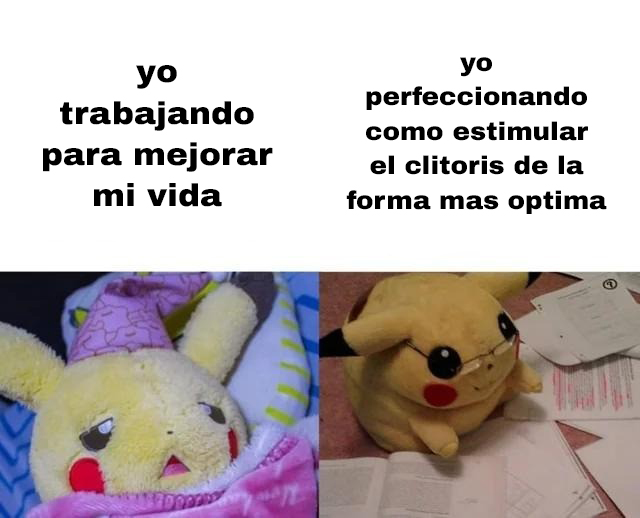 yo
trabajando
para mejorar
mi vida
yo
perfeccionando
como estimular
el clitoris de la
forma mas optima